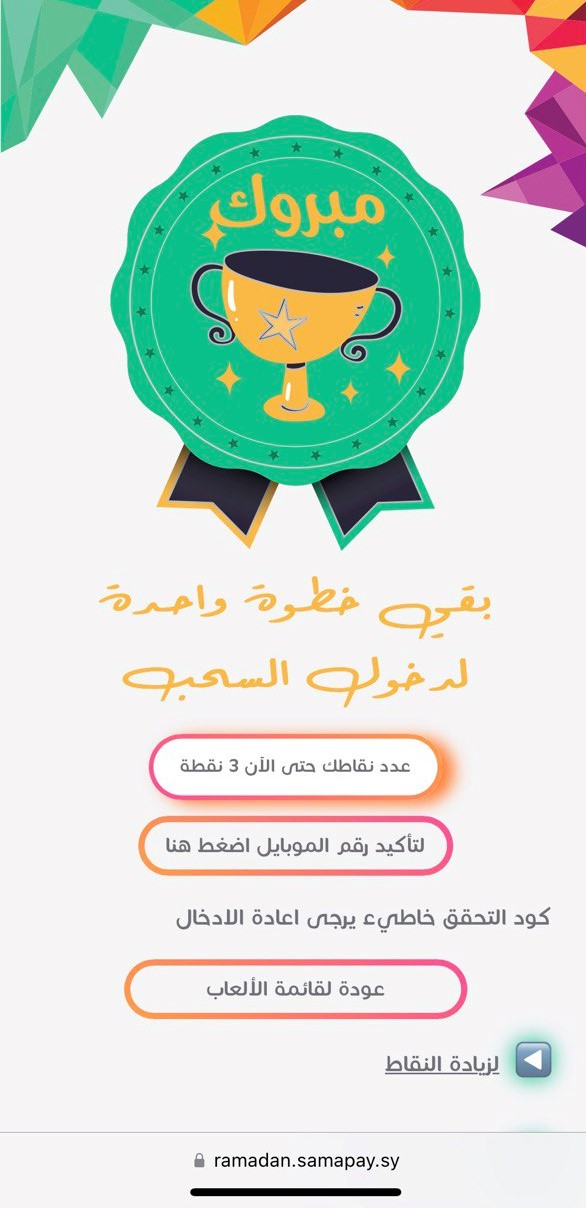 مبروك
بقي خطوة واحدة
لدخول السحب
عدد نقاطك حتى الآن 3 نقطة
لتأكيد رقم الموبايل اضغط هنا
كود التحقق خاطيء يرجى اعادة الادخال
عودة لقائمة الألعاب
لزيادة النقاط
ramadan.samapay.sy